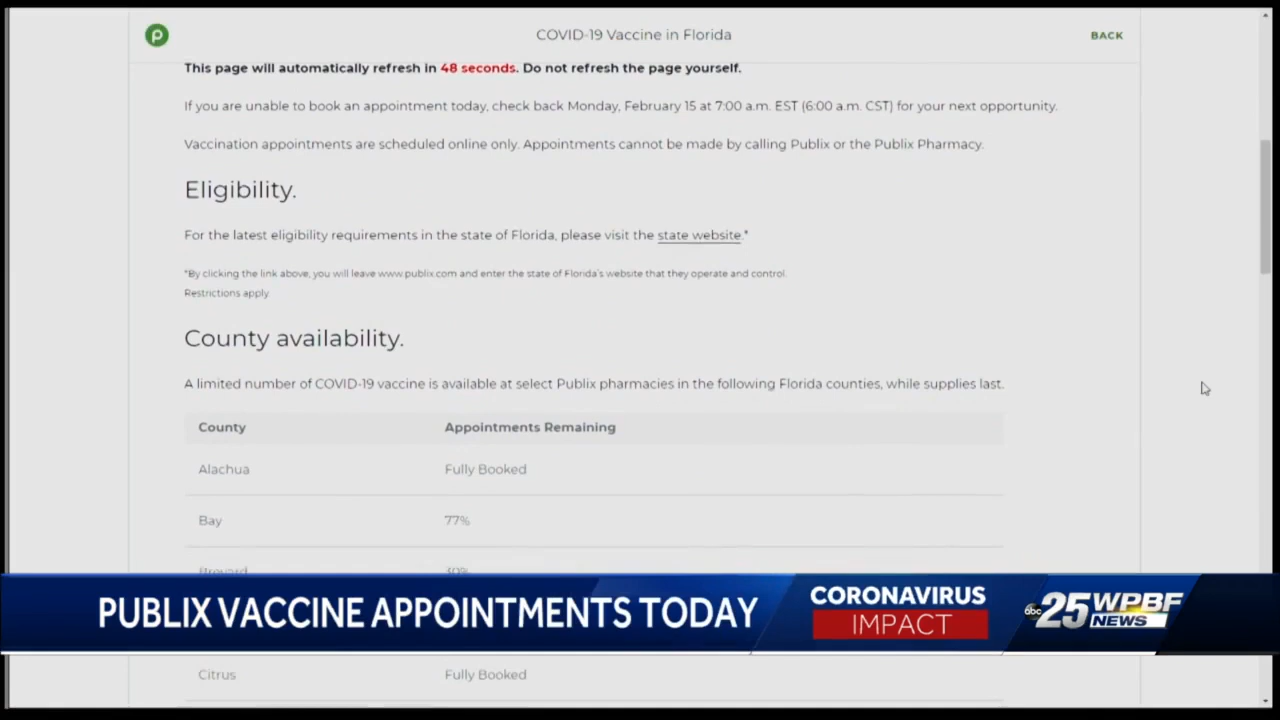 COVID-19 Vaccine in Florida
BACK
This page will automatically refresh in 48 seconds. Do not refresh the page yourself.
If you are unable to book an appointment today, check back Monday, February 15 at 7:00 a.m. EST (6:00 a.m. CST) for your next opportunity.
Vaccination appointments are scheduled online only. Appointments cannot be made by calling Publix or the Publix Pharmacy.
Eligibility.
For the latest eligibility requirements in the state of Florida, please visit the state website.*
*By clicking the link above, you will leave www.publix.com and enter the state of Florida's website that they operate and control.
Restrictions apply.
County availability.
A limited number of COVID-19 vaccine is available at select Publix pharmacies in the following Florida counties, while supplies last.
County Appointments Remaining
Alachua Fully Booked
Bay 77%
Brevard 30%
PUBLIX VACCINE APPOINTMENTS TODAY
CORONAVIRUS
IMPACT
abc 25 WPBF
NEWS
Citrus Fully Booked